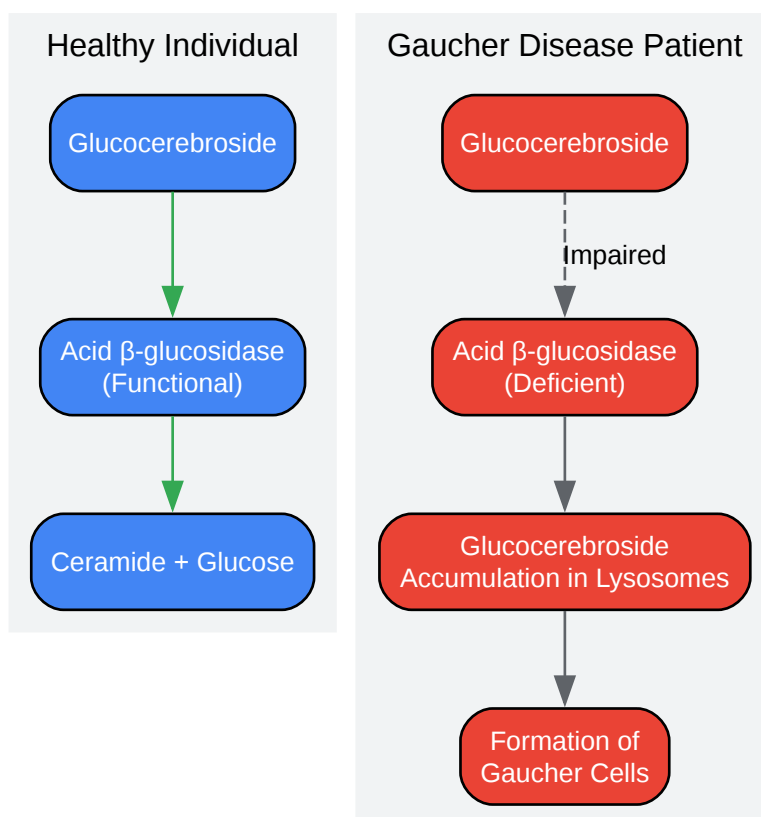 Healthy Individual
Glucocerebroside
Acid β-glucosidase
(Functional)
Ceramide + Glucose
Gaucher Disease Patient
Glucocerebroside
Impaired
Acid β-glucosidase
(Deficient)
Glucocerebroside
Accumulation in Lysosomes
Formation of
Gaucher Cells